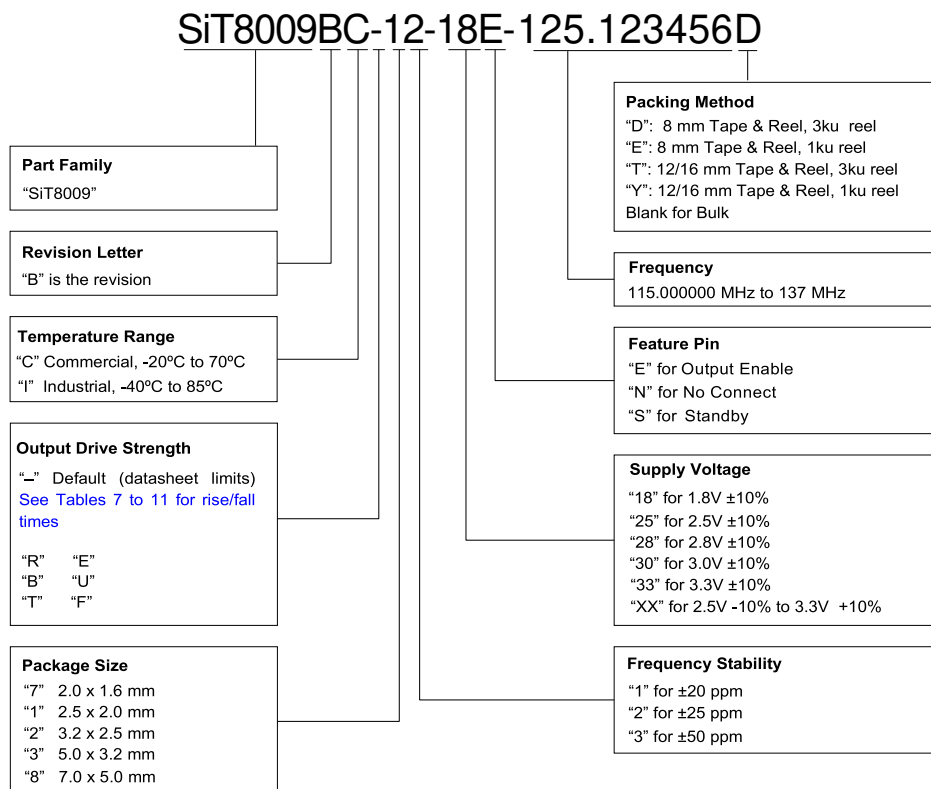 SiT8009BC-12-18E-125.123456D
Part Family
“SiT8009”
Revision Letter
“B” is the revision
Temperature Range
“C” Commercial, -20ºC to 70ºC
“I” Industrial, -40ºC to 85ºC
Output Drive Strength
“–” Default (datasheet limits)
See Tables 7 to 11 for rise/fall
times
“R” “E”
“B” “U”
“T” “F”
Package Size
“7” 2.0 x 1.6 mm
“1” 2.5 x 2.0 mm
“2” 3.2 x 2.5 mm
“3” 5.0 x 3.2 mm
“8” 7.0 x 5.0 mm
Packing Method
“D”: 8 mm Tape & Reel, 3ku reel
“E”: 8 mm Tape & Reel, 1ku reel
“T”: 12/16 mm Tape & Reel, 3ku reel
“Y”: 12/16 mm Tape & Reel, 1ku reel
Blank for Bulk
Frequency
115.000000 MHz to 137 MHz
Feature Pin
“E” for Output Enable
“N” for No Connect
“S” for Standby
Supply Voltage
“18” for 1.8V ±10%
“25” for 2.5V ±10%
“28” for 2.8V ±10%
“30” for 3.0V ±10%
“33” for 3.3V ±10%
“XX” for 2.5V -10% to 3.3V +10%
Frequency Stability
“1” for ±20 ppm
“2” for ±25 ppm
“3” for ±50 ppm